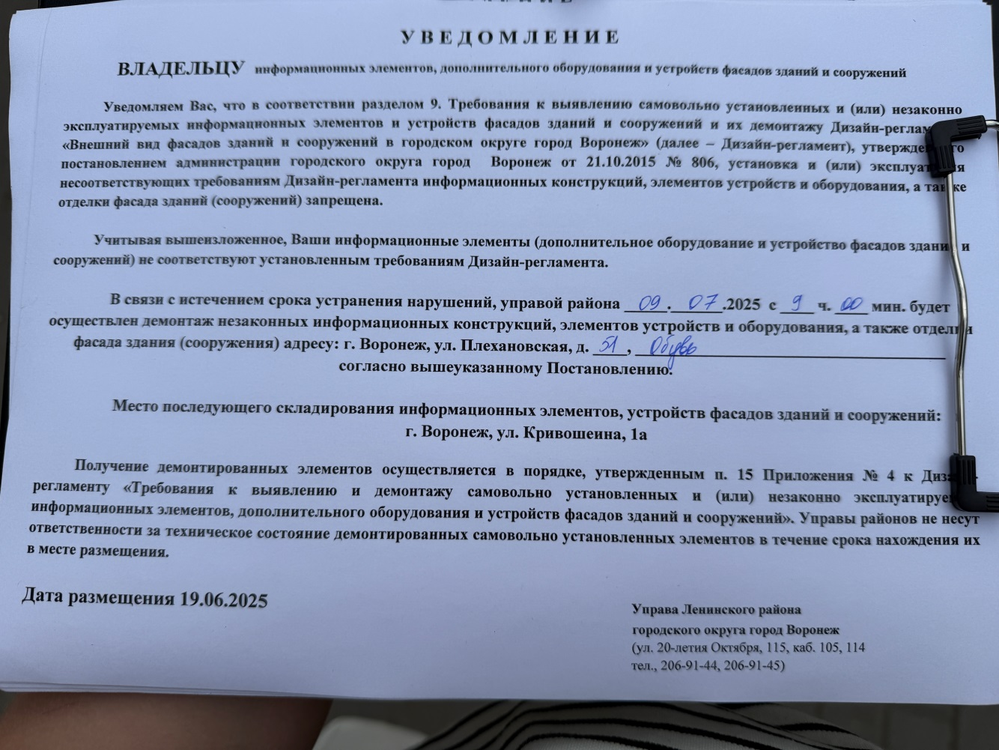 УВЕДОМЛЕНИЕ
ВЛАДЕЛЬЦУ информационных элементов, дополнительного оборудования и устройств фасадов зданий и сооружений
Уведомляем Вас, что в соответствии разделом 9. Требования к выявлению самовольно установленных и (или) незаконно
эксплуатируемых информационных элементов и устройств фасадов зданий и сооружений и их демонтажу Дизайн-реглам
«Внешний вид фасадов зданий и сооружений в городском округе город Воронеж» (далее – Дизайн-регламент), утвержде го
постановлением администрации городского округа город Воронеж от 21.10.2015 № 806, установка и (или) эксплуат я
несоответствующих требованиям Дизайн-регламента информационных конструкций, элементов устройств и оборудования, а также
отделки фасада зданий (сооружений) запрещена.
Учитывая вышеизложенное, Ваши информационные элементы (дополнительное оборудование и устройство фасадов здани и
сооружений) не соответствуют установленным требованиям Дизайн-регламента.
В связи с истечением срока устранения нарушений, управой района 09.07.2025 с 9 ч. 00 мин. будет
осуществлен демонтаж незаконных информационных конструкций, элементов устройств и оборудования, а также отделки
фасада здания (сооружения) адресу: г. Воронеж, ул. Плехановская, д. 51, Обувь
согласно вышеуказанному Постановлению.
Место последующего складирования информационных элементов, устройств фасадов зданий и сооружений:
г. Воронеж, ул. Кривошеина, 1а
Получение демонтированных элементов осуществляется в порядке, утвержденным п. 15 Приложения № 4 к Диза -
регламенту «Требования к выявлению и демонтажу самовольно установленных и (или) незаконно эксплуатируе
информационных элементов, дополнительного оборудования и устройств фасадов зданий и сооружений». Управы районов не несут
ответственности за техническое состояние демонтированных самовольно установленных элементов в течение срока нахождения их
в месте размещения.
Дата размещения 19.06.2025
Управа Ленинского района
городского округа город Воронеж
(ул. 20-летия Октября, 115, каб. 105, 114
тел., 206-91-44, 206-91-45)